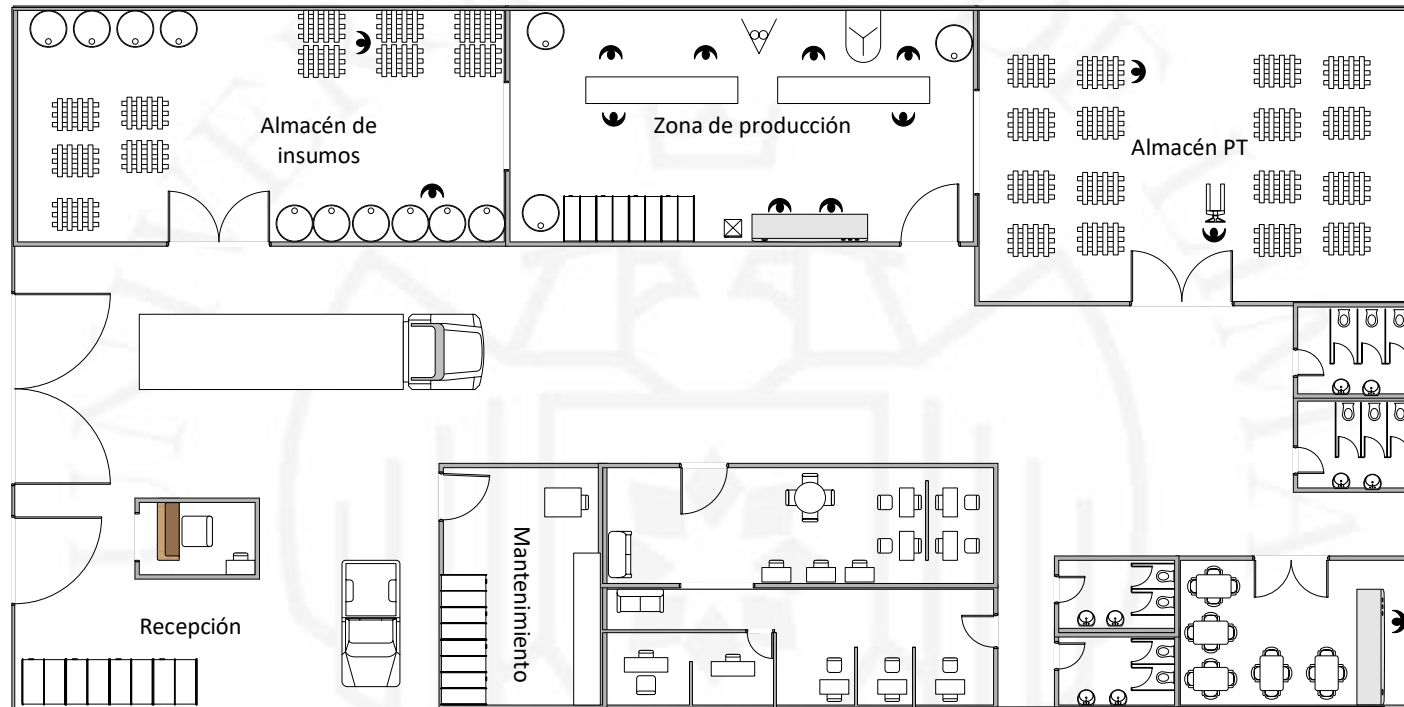 Almacén de
insumos
Zona de producción
Almacén PT
Mantenimiento
Recepción